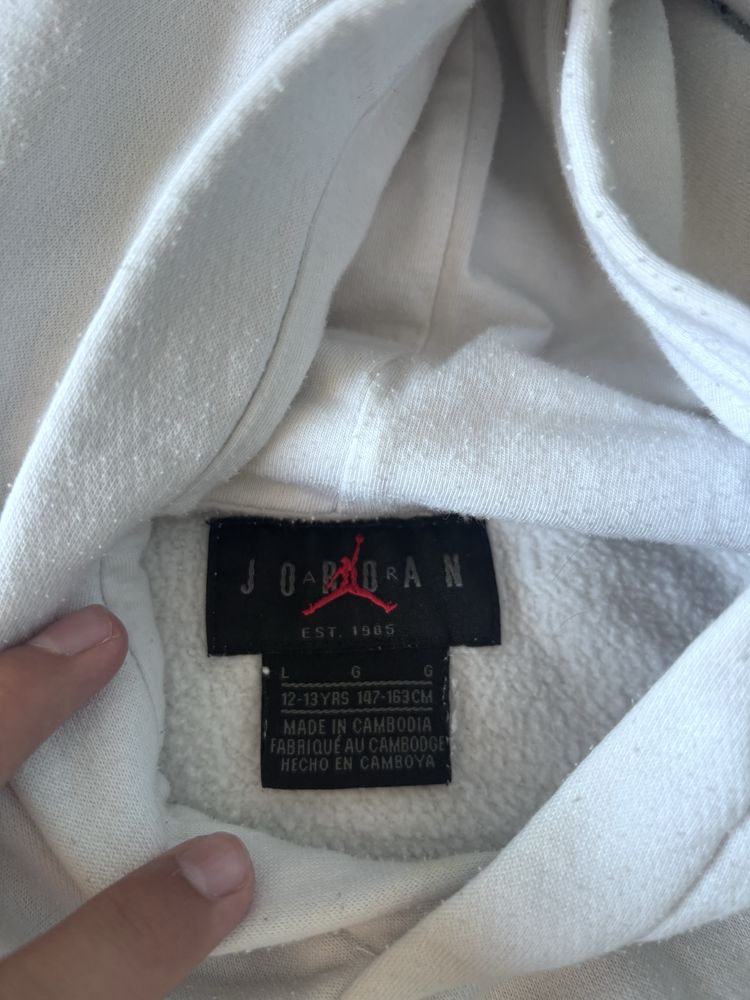 JORDAN
AIR
EST. 1985
L G G
12-13YRS 147-163CM
MADE IN CAMBODIA
FABRIQUÉ AU CAMBODGE
HECHO EN CAMBOYA